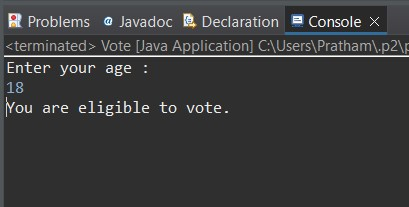 Problems @ Javadoc Declaration Console
<terminated> Vote [Java Application] C:\Users\Pratham\.p2\p
Enter your age :
18
You are eligible to vote.